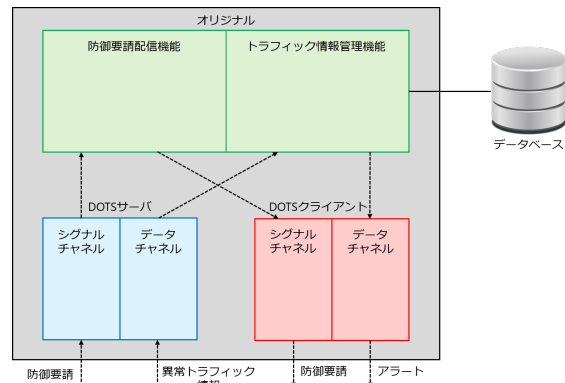 オリジナル
防御要請配信機能
トラフィック情報管理機能
データベース
DOTSサーバ
DOTSクライアント
シグナル
チャネル
データ
チャネル
シグナル
チャネル
データ
チャネル
防御要請
異常トラフィック
防御要請
アラート